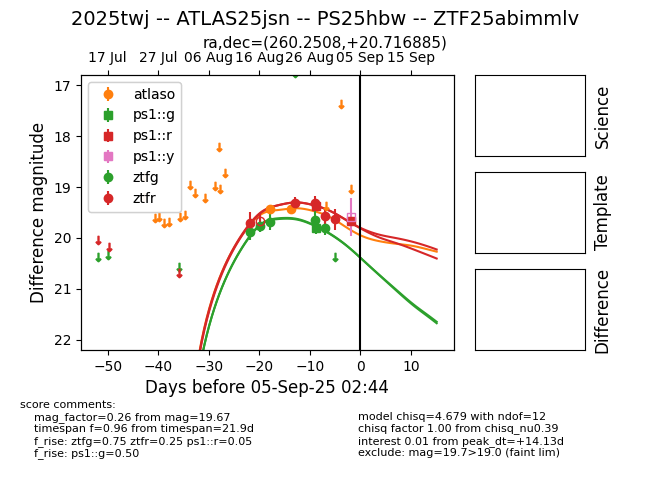 2025twj -- ATLAS25jsn -- PS25hbw -- ZTF25abimmlv
ra,dec=(260.2508,+20.716885)
17 Jul 27 Jul 06 Aug 16 Aug 26 Aug 05 Sep 15 Sep
17
18
19
20
21
22
Difference magnitude
atlaso
ps1::g
ps1::r
ps1::y
ztfg
ztfr
−50 −40 −30 −20 −10 0 10
Days before 05-Sep-25 02:44
Science
Template
Difference
score comments:
mag_factor=0.26 from mag=19.67
timespan f=0.96 from timespan=21.9d
f_rise: ztfg=0.75 ztfr=0.25 ps1::r=0.05
f_rise: ps1::g=0.50
model chisq=4.679 with ndof=12
chisq factor 1.00 from chisq_nu0.39
interest 0.01 from peak_dt=+14.13d
exclude: mag=19.7>19.0 (faint lim)